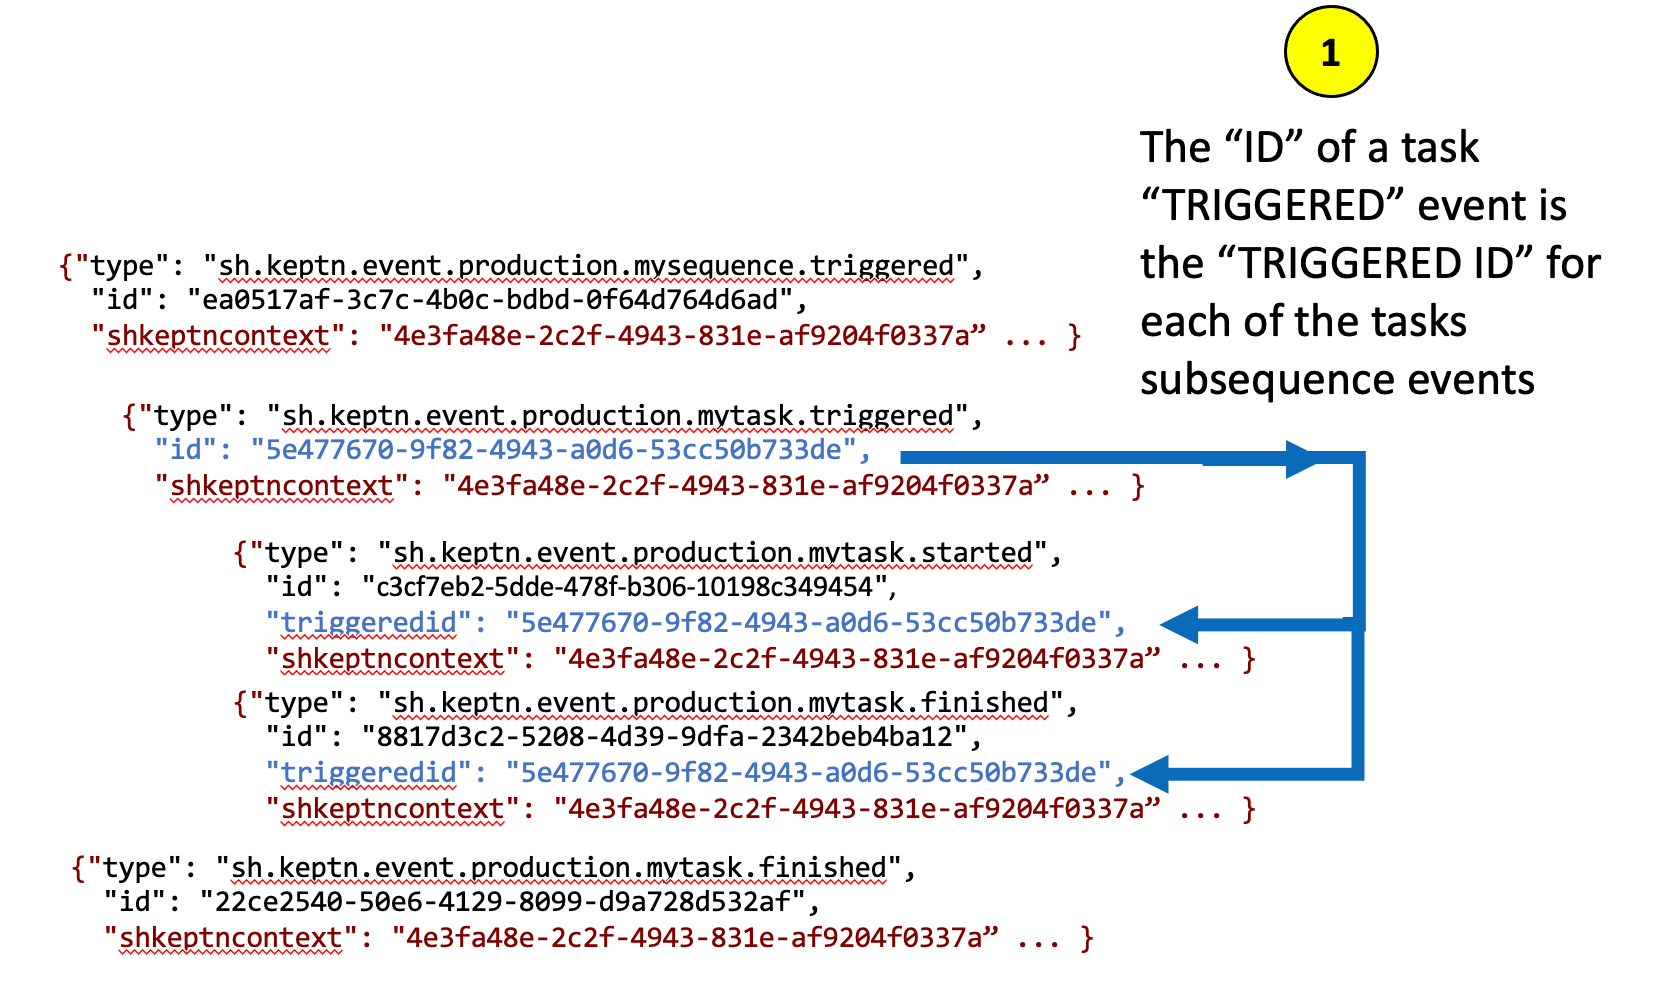 1
The “ID” of a task
“TRIGGERED” event is
the “TRIGGERED ID” for
each of the tasks
subsequence events
{"type": "sh.keptn.event.production.mysequence.triggered",
"id": "ea0517af-3c7c-4b0c-bdbd-0f64d764d6ad",
"shkeptncontext": "4e3fa48e-2c2f-4943-831e-af9204f0337a” ... }
{"type": "sh.keptn.event.production.mytask.triggered",
"id": "5e477670-9f82-4943-a0d6-53cc50b733de",
"shkeptncontext": "4e3fa48e-2c2f-4943-831e-af9204f0337a” ... }
{"type": "sh.keptn.event.production.mytask.started",
"id": "c3cf7eb2-5dde-478f-b306-10198c349454",
"triggeredid": "5e477670-9f82-4943-a0d6-53cc50b733de",
"shkeptncontext": "4e3fa48e-2c2f-4943-831e-af9204f0337a” ... }
{"type": "sh.keptn.event.production.mytask.finished",
"id": "8817d3c2-5208-4d39-9dfa-2342beb4ba12",
"triggeredid": "5e477670-9f82-4943-a0d6-53cc50b733de",
"shkeptncontext": "4e3fa48e-2c2f-4943-831e-af9204f0337a” ... }
{"type": "sh.keptn.event.production.mytask.finished",
"id": "22ce2540-50e6-4129-8099-d9a728d532af",
"shkeptncontext": "4e3fa48e-2c2f-4943-831e-af9204f0337a” ... }